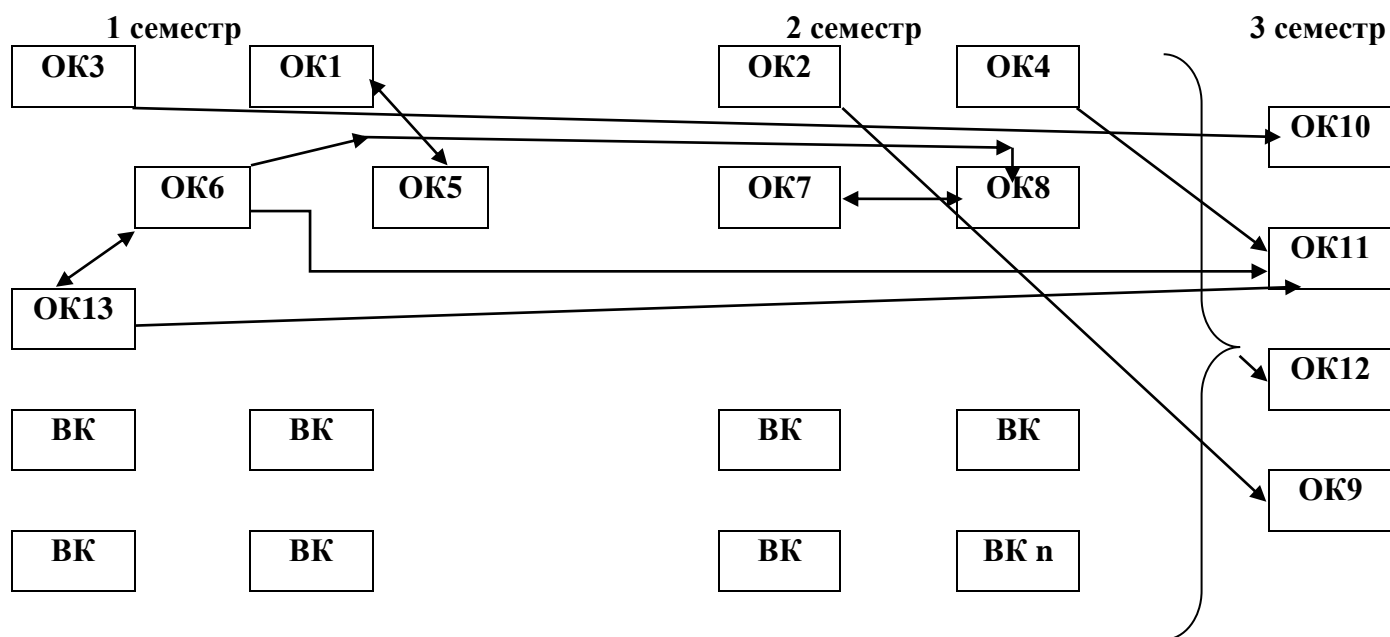 1 семестр 2 семестр 3 семестр
ОК3 ОК1 ОК2 ОК4
ОК10
ОК6 ОК5 ОК7 ОК8
ОК11
ОК13
ОК12
ВК ВК ВК ВК
ОК9
ВК ВК ВК ВК n